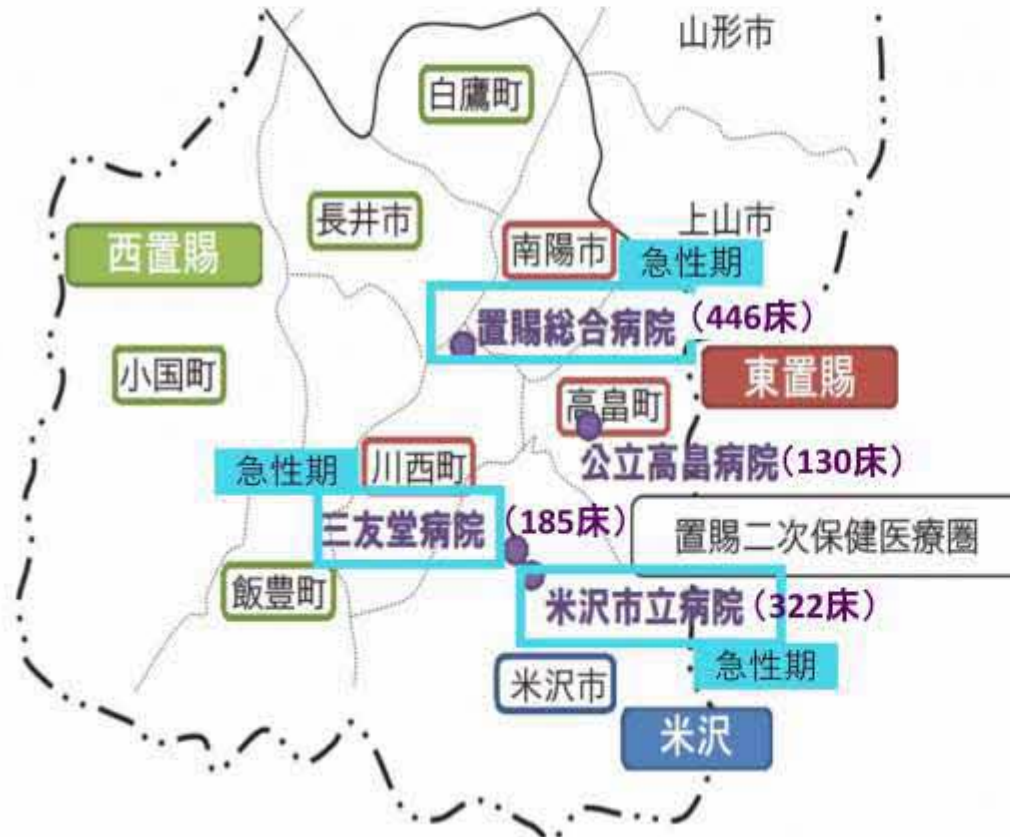 山形市
白鷹町
長井市
上山市
西置賜
南陽市
急性期
置賜総合病院
(446床)
小国町
東置賜
高畠町
急性期
川西町
公立高畠病院(130床)
三友堂病院
(185床)
置賜二次保健医療圏
飯豊町
米沢市立病院
(322床)
急性期
米沢市
米沢